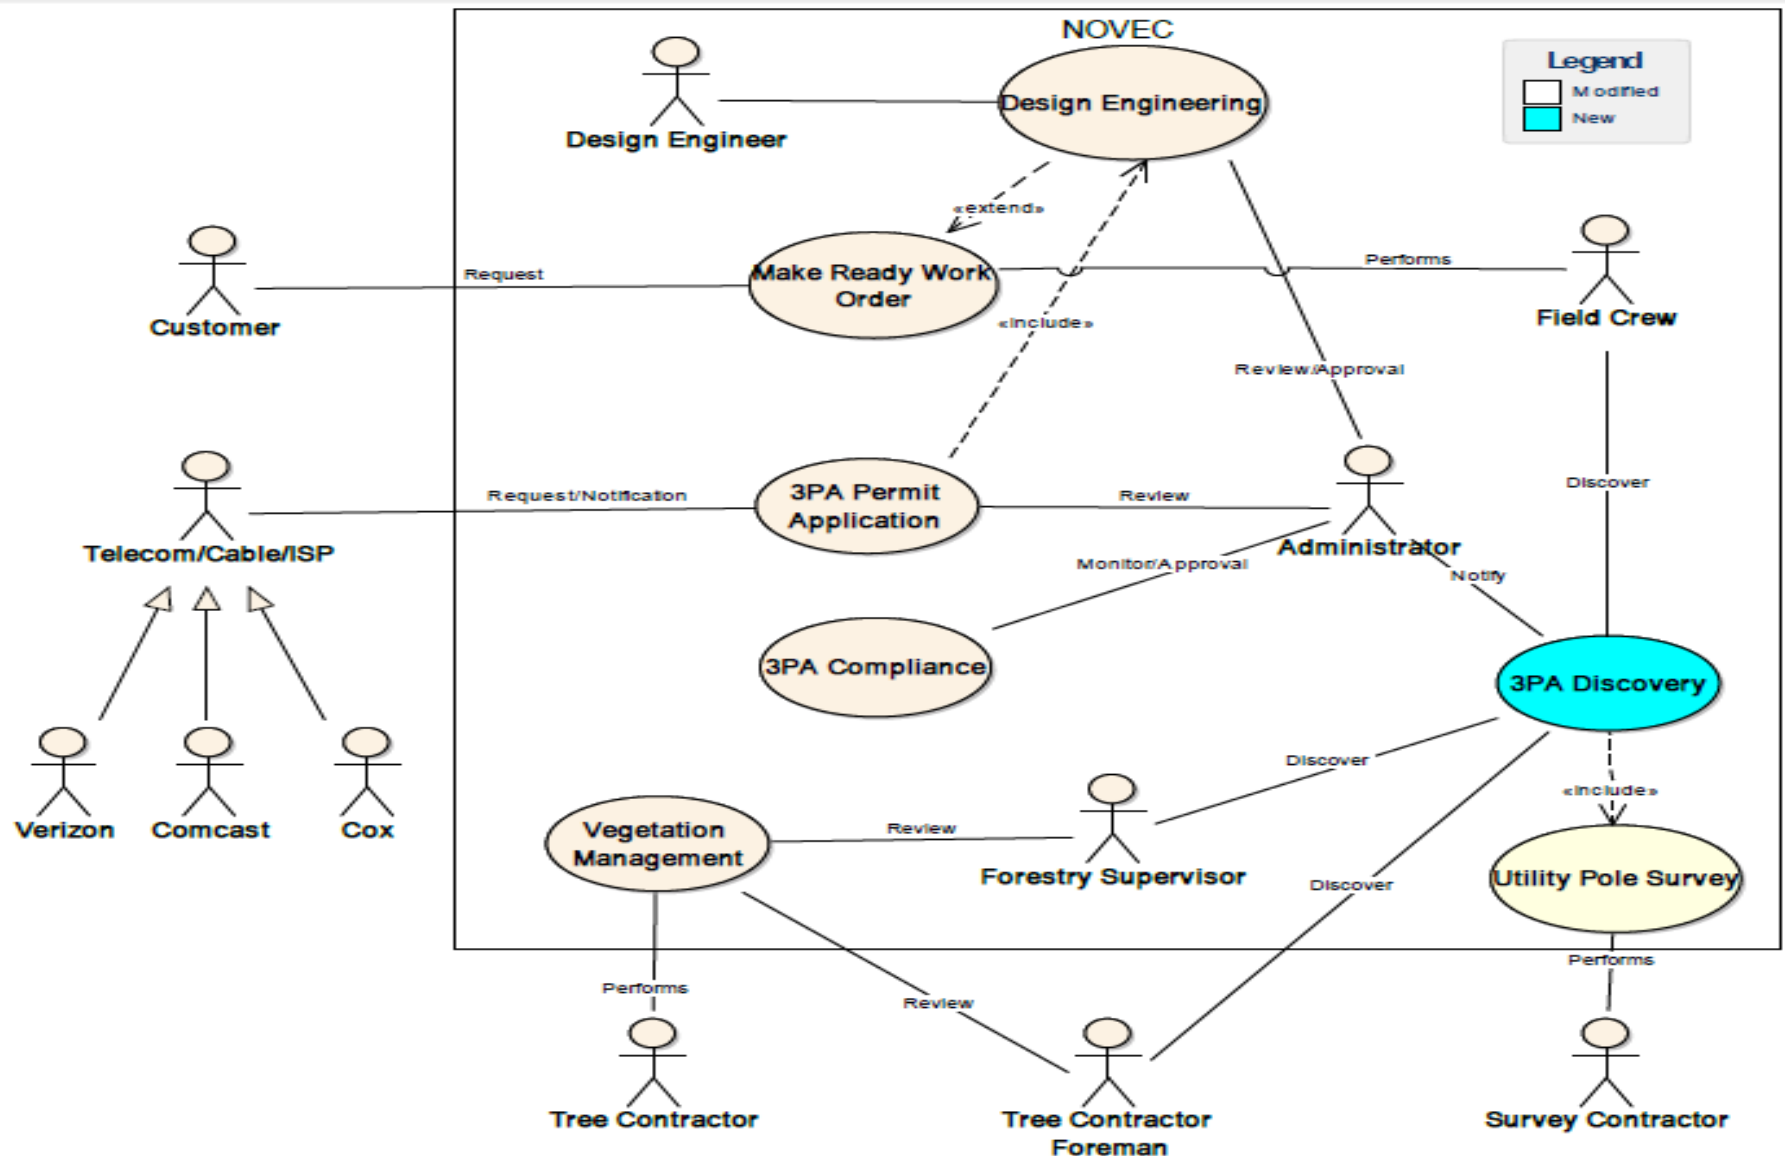 NOVEC
Legend
Modified
New
Design Engineering
Design Engineer
«extend»
Make Ready Work
Order
Request
Performs
Customer
Field Crew
«include»
Review/Approval
Discover
3PA Permit
Application
Request/Notification
Review
Telecom/Cable/ISP
Administrator
Monitor/Approval
Notify
3PA Compliance
3PA Discovery
Discover
«include»
Verizon
Comcast
Cox
Vegetation
Management
Review
Forestry Supervisor
Discover
Utility Pole Survey
Performs
Performs
Review
Tree Contractor
Tree Contractor
Foreman
Survey Contractor